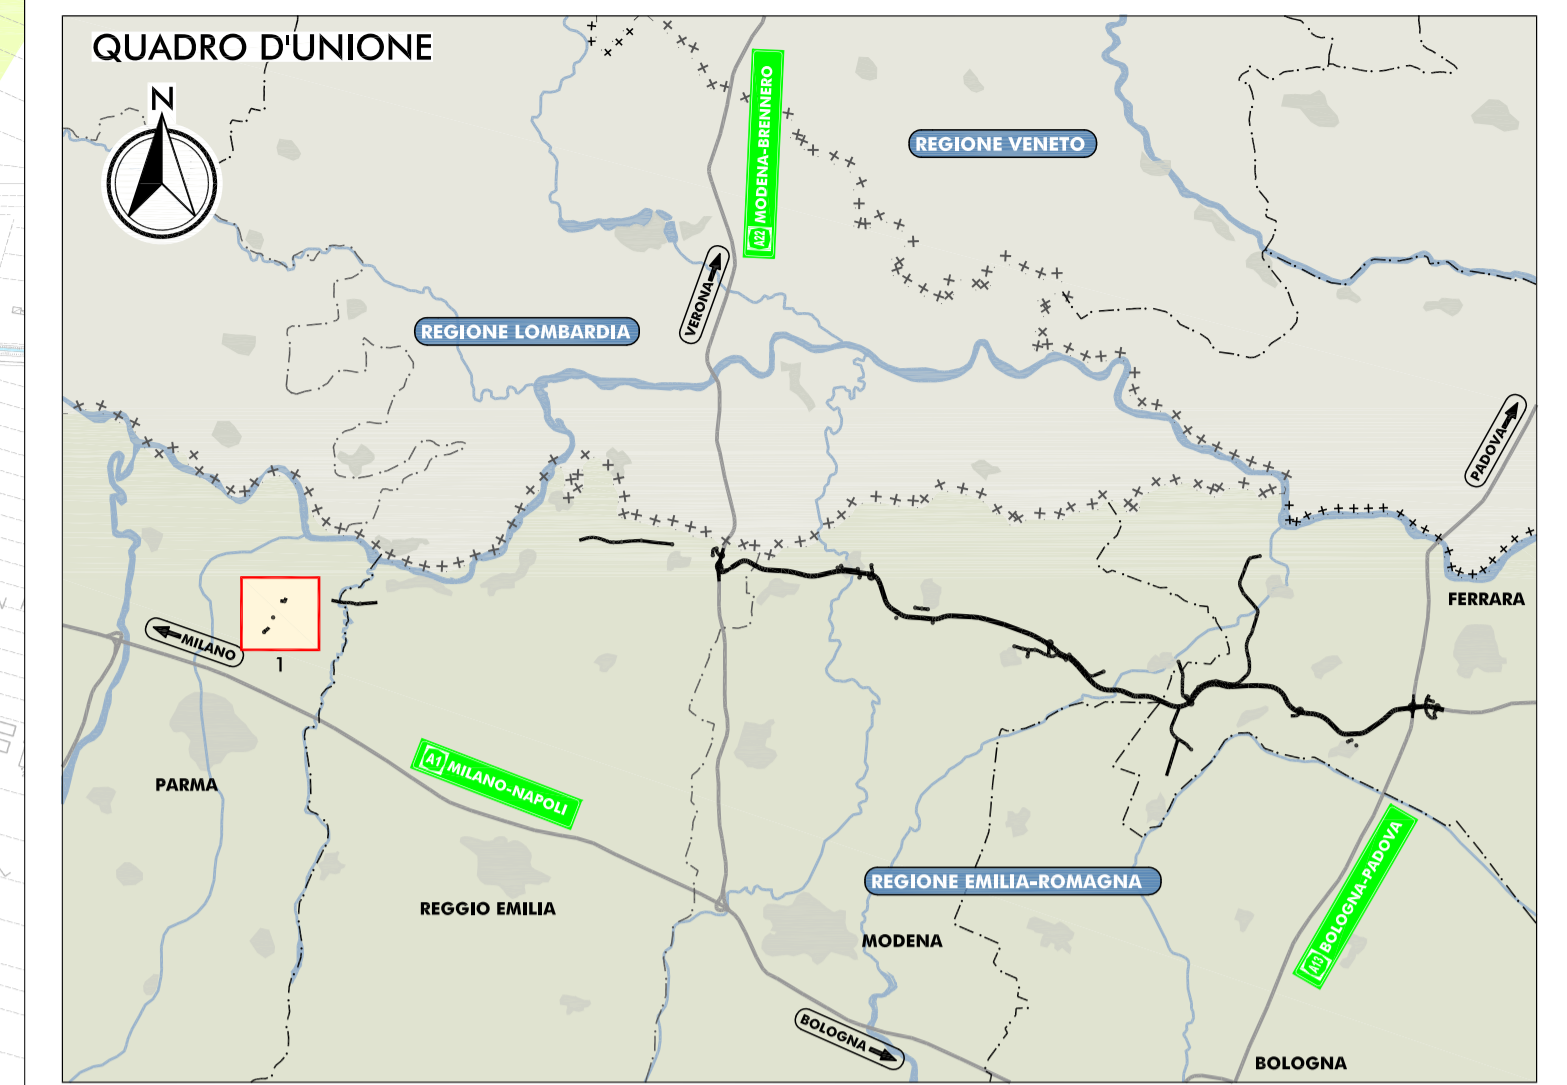 QUADRO D'UNIONE
N
A22 MODENA-BRENNERO
REGIONE VENETO
VERONA
REGIONE LOMBARDIA
PADOVA
FERRARA
MILANO
1
PARMA
A1 MILANO-NAPOLI
REGIONE EMILIA-ROMAGNA
A13 BOLOGNA-PADOVA
REGGIO EMILIA
MODENA
BOLOGNA
BOLOGNA